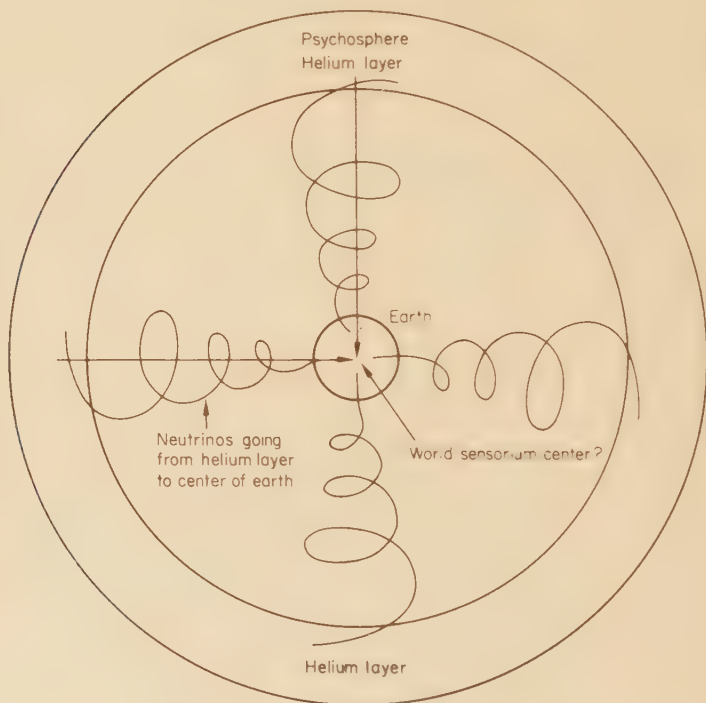 Psychosphere
Helium layer
Earth
Neutrinos going
from helium layer
to center of earth
World sensorium center?
Helium layer